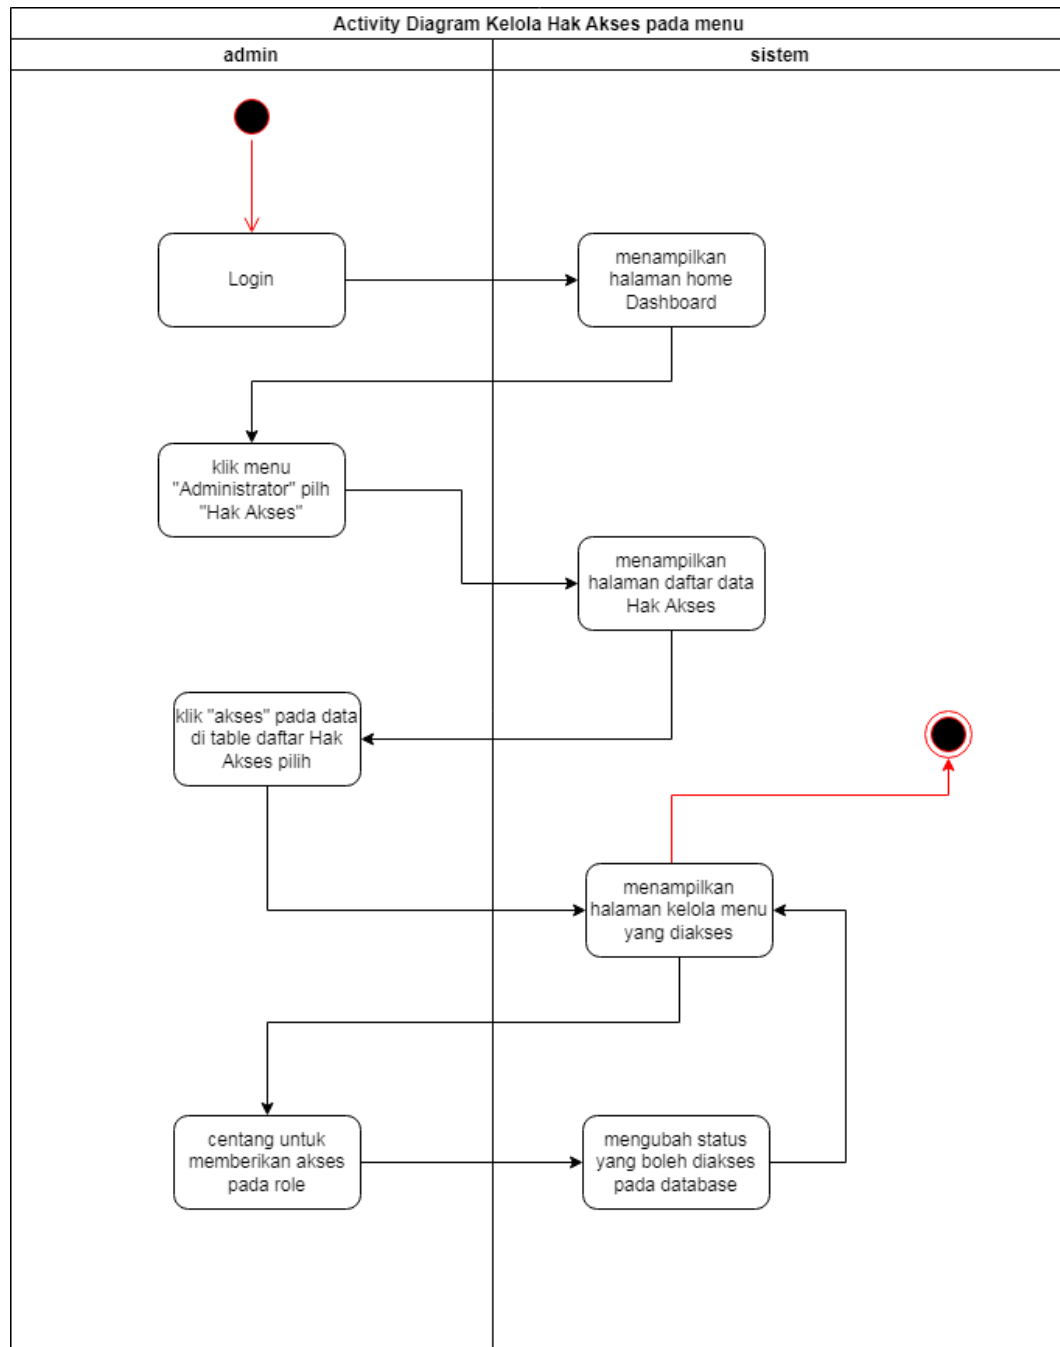 Activity Diagram Kelola Hak Akses pada menu
admin
sistem
Login
menampilkan
halaman home
Dashboard
klik menu
"Administrator" pilh
"Hak Akses"
menampilkan
halaman daftar data
Hak Akses
klik "akses" pada data
di table daftar Hak
Akses pilih
menampilkan
halaman kelola menu
yang diakses
centang untuk
memberikan akses
pada role
mengubah status
yang boleh diakses
pada database